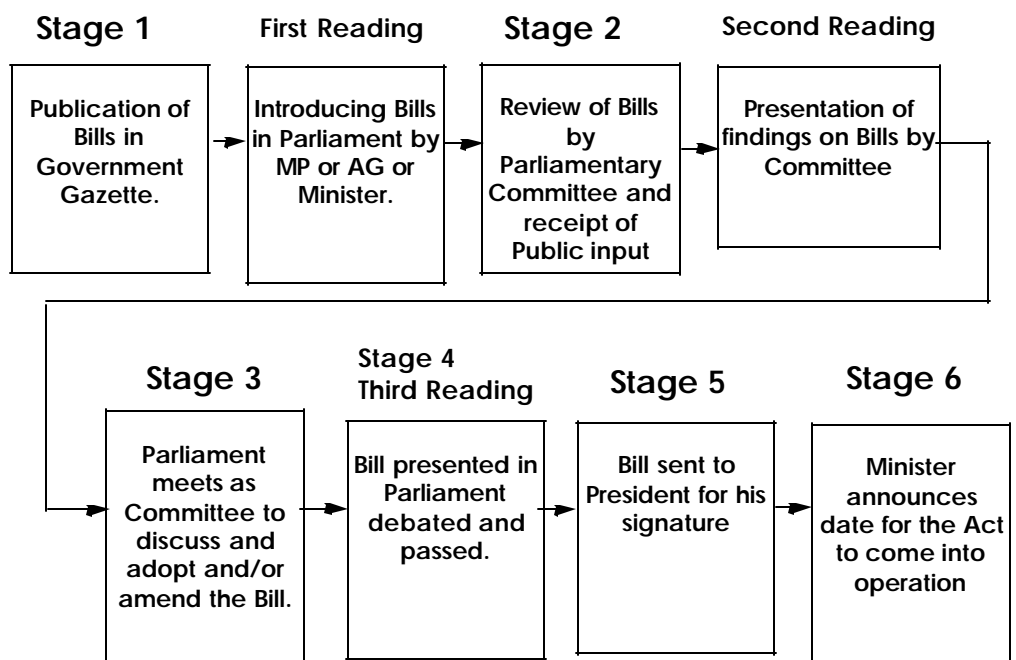 Stage 1
Publication of
Bills in
Government
Gazette.
First Reading
Introducing Bills
in Parliament by
MP or AG or
Minister.
Stage 2
Review of Bills
by
Parliamentary
Committee and
receipt of
Public input
Second Reading
Presentation of
findings on Bills by
Committee
Stage 3
Parliament
meets as
Committee to
discuss and
adopt and/or
amend the Bill.
Stage 4
Third Reading
Bill presented in
Parliament
debated and
passed.
Stage 5
Bill sent to
President for his
signature
Stage 6
Minister
announces
date for the Act
to come into
operation